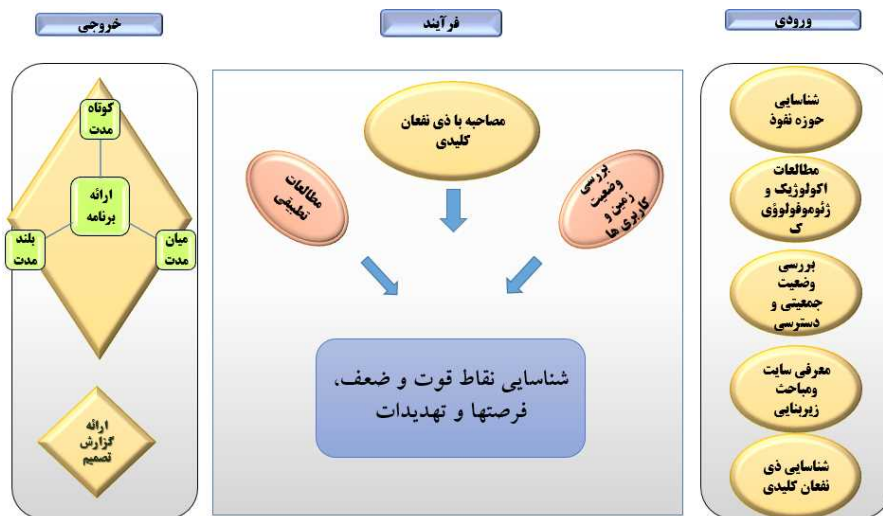 ورودی
فرآیند
خروجی
شناسایی
حوزه نفوذ
مطالعات
اکولوژیک و
ژئوموفولوؤی
ک
بررسی
وضعیت
جمعیتی و
دسترسی
معرفی سایت
ومباحث
زیربنایی
شناسایی ذی
نفعان کلیدی
مصاحبه با ذی نفعان
کلیدی
بررسی
وضعیت
زمین و
کاربری ها
مطالعات
تطبیقی
شناسایی نقاط قوت و ضعف،
فرصتها و تهدیدات
کوتاه
مدت
ارائه
برنامه
میان
مدت
بلند
مدت
ارائه
گزارش
تصمیم